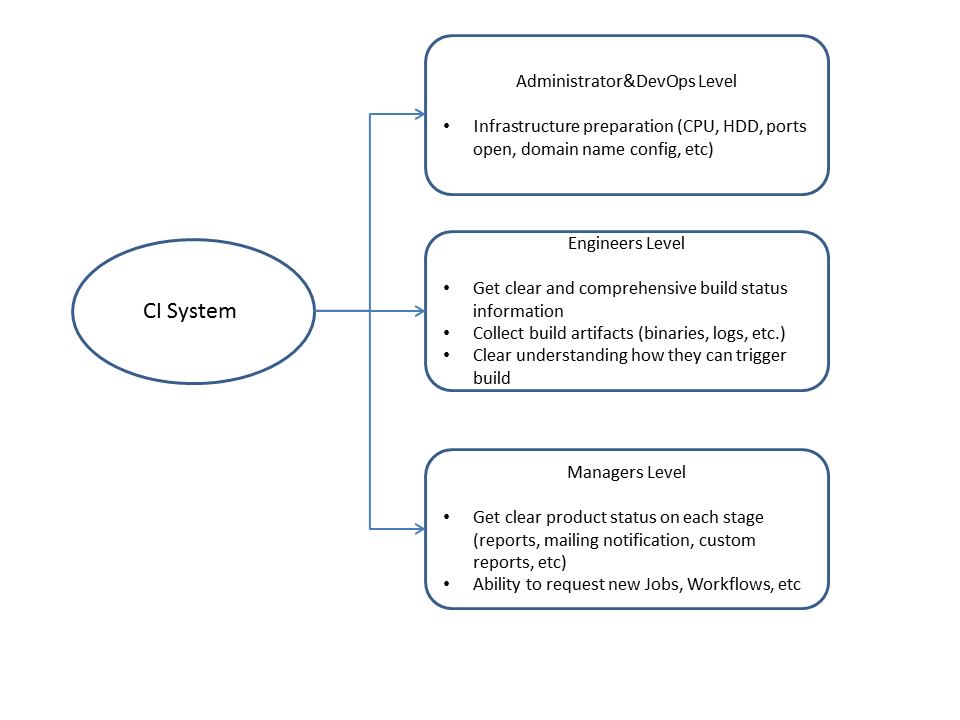 Administrator&DevOps Level
• Infrastructure preparation (CPU, HDD, ports
open, domain name config, etc)
Engineers Level
• Get clear and comprehensive build status
information
• Collect build artifacts (binaries, logs, etc.)
• Clear understanding how they can trigger
build
CI System
Managers Level
• Get clear product status on each stage
(reports, mailing notification, custom
reports, etc)
• Ability to request new Jobs, Workflows, etc